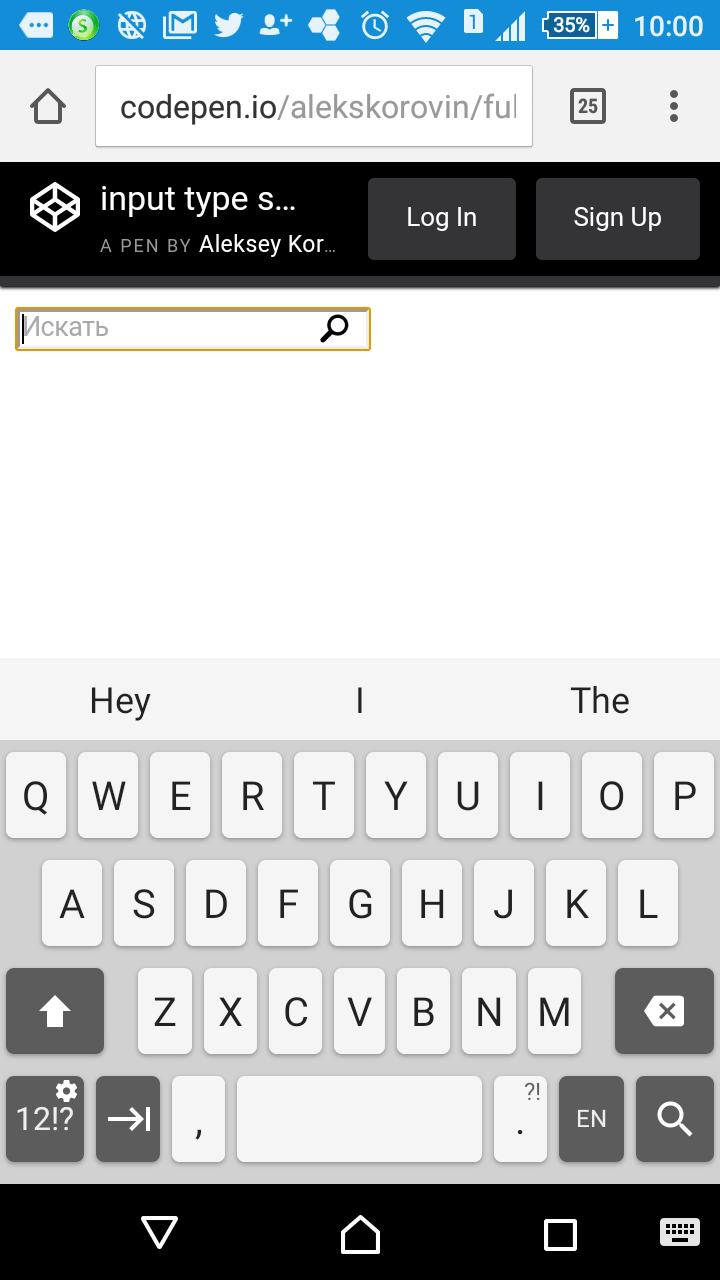 1 35% 10:00
codepen.io/alekskorovin/ful 25
input type s...
A PEN BY Aleksey Kor...
Log In Sign Up
Искать
Hey I The
Q W E R T Y U I O P
A S D F G H J K L
Z X C V B N M
12!? , ?! . EN